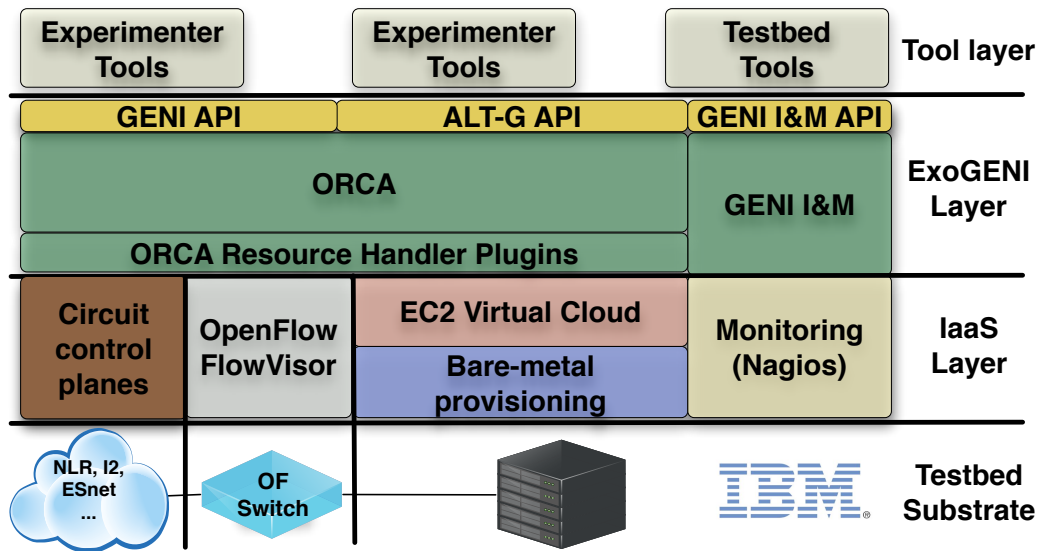 Experimenter
Tools
Experimenter
Tools
Testbed
Tools
Tool layer
GENI API
ALT-G API
GENI I&M API
ORCA
GENI I&M
ExoGENI
Layer
ORCA Resource Handler Plugins
Circuit
control
planes
OpenFlow
FlowVisor
EC2 Virtual Cloud
Bare-metal
provisioning
Monitoring
(Nagios)
IaaS
Layer
NLR, I2,
ESnet
...
OF
Switch
IBM®
Testbed
Substrate